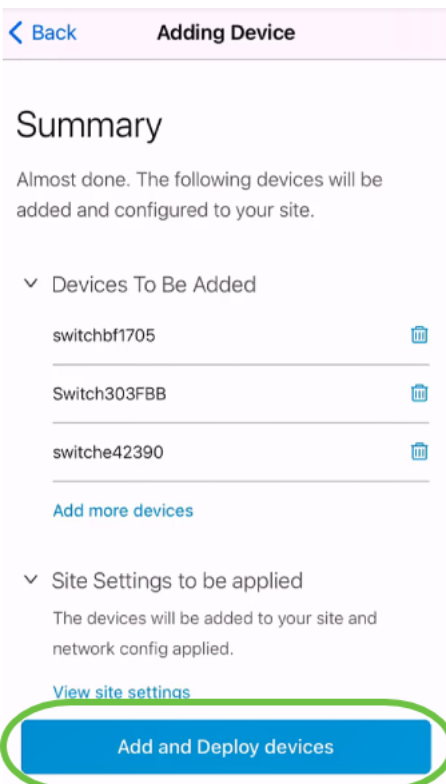 Back
Adding Device
Summary
Almost done. The following devices will be
added and configured to your site.
Devices To Be Added
switchbf1705
Switch303FBB
switche42390
Add more devices
Site Settings to be applied
The devices will be added to your site and
network config applied.
View site settings
Add and Deploy devices